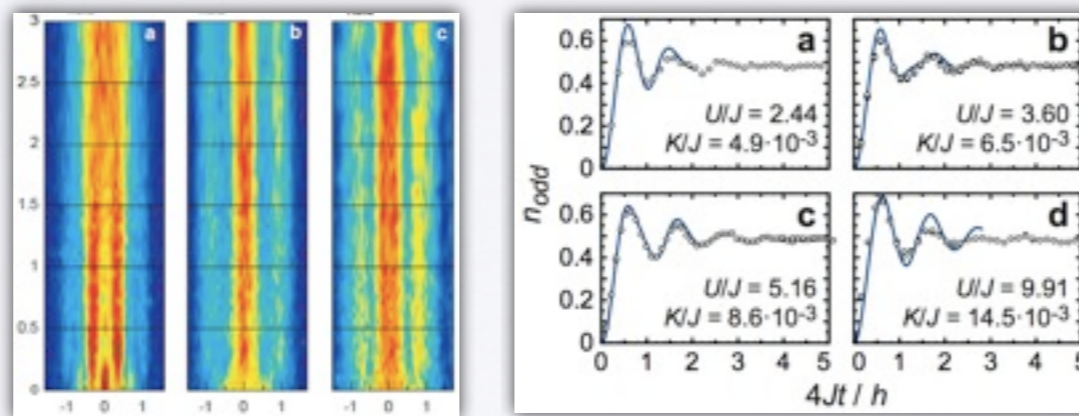 a b c
3
2.5
2
1.5
1
0.5
0
-1 0 1 -1 0 1 -1 0 1
0.6 a b
0.4
0.2 U/J = 2.44 U/J = 3.60
0 K/J = 4.9·10-3 K/J = 6.5·10-3
nodd
0.6 c d
0.4
0.2 U/J = 5.16 U/J = 9.91
0 K/J = 8.6·10-3 K/J = 14.5·10-3
0 1 2 3 4 5 0 1 2 3 4 5
4Jt / h